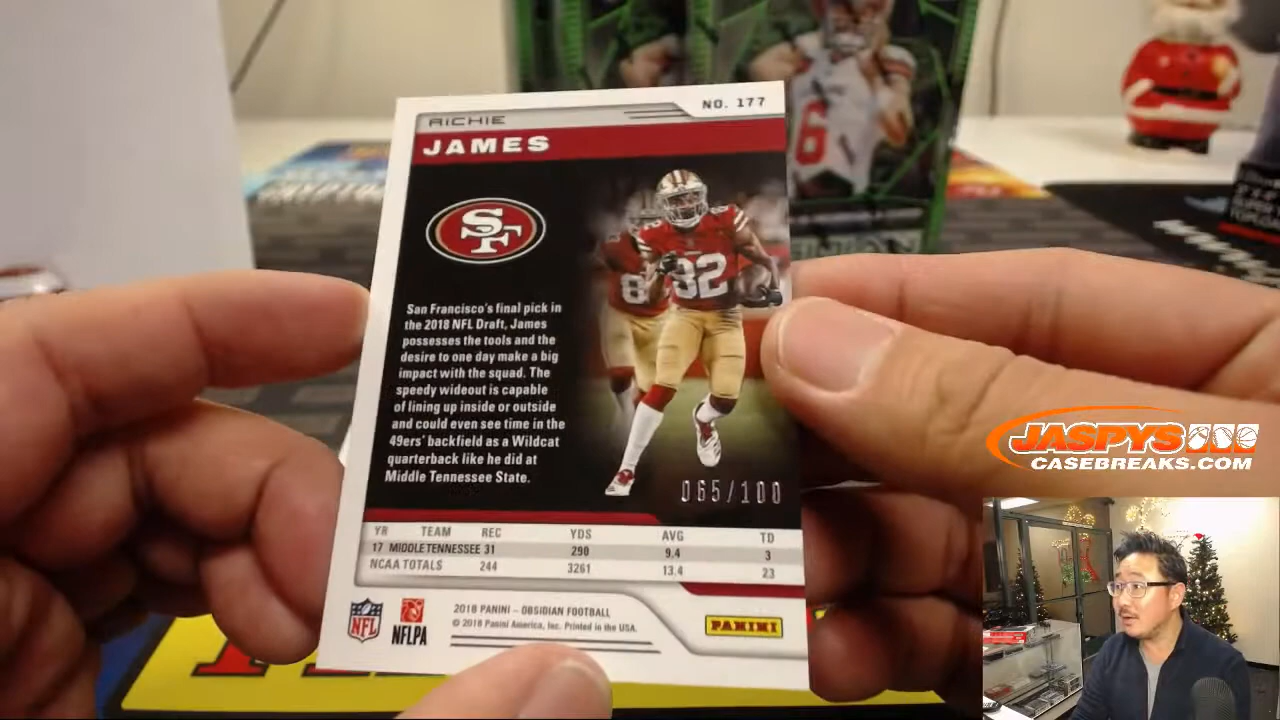 NO. 177
RICHIE
JAMES
SF
San Francisco's final pick in
the 2018 NFL Draft, James
possesses the tools and the
desire to one day make a big
impact with the squad. The
speedy wideout is capable
of lining up inside or outside
and could even see time in the
49ers' backfield as a Wildcat
quarterback like he did at
Middle Tennessee State.
82
8
065/100
YR TEAM REC YDS AVG TD
17 MIDDLE TENNESSEE 31 290 9.4 3
NCAA TOTALS 244 3261 13.4 23
NFL
NFLPA
2018 PANINI – OBSIDIAN FOOTBALL
© 2018 Panini America, Inc. Printed in the USA.
PANINI
6
JASPYS
CASEBREAKS.COM